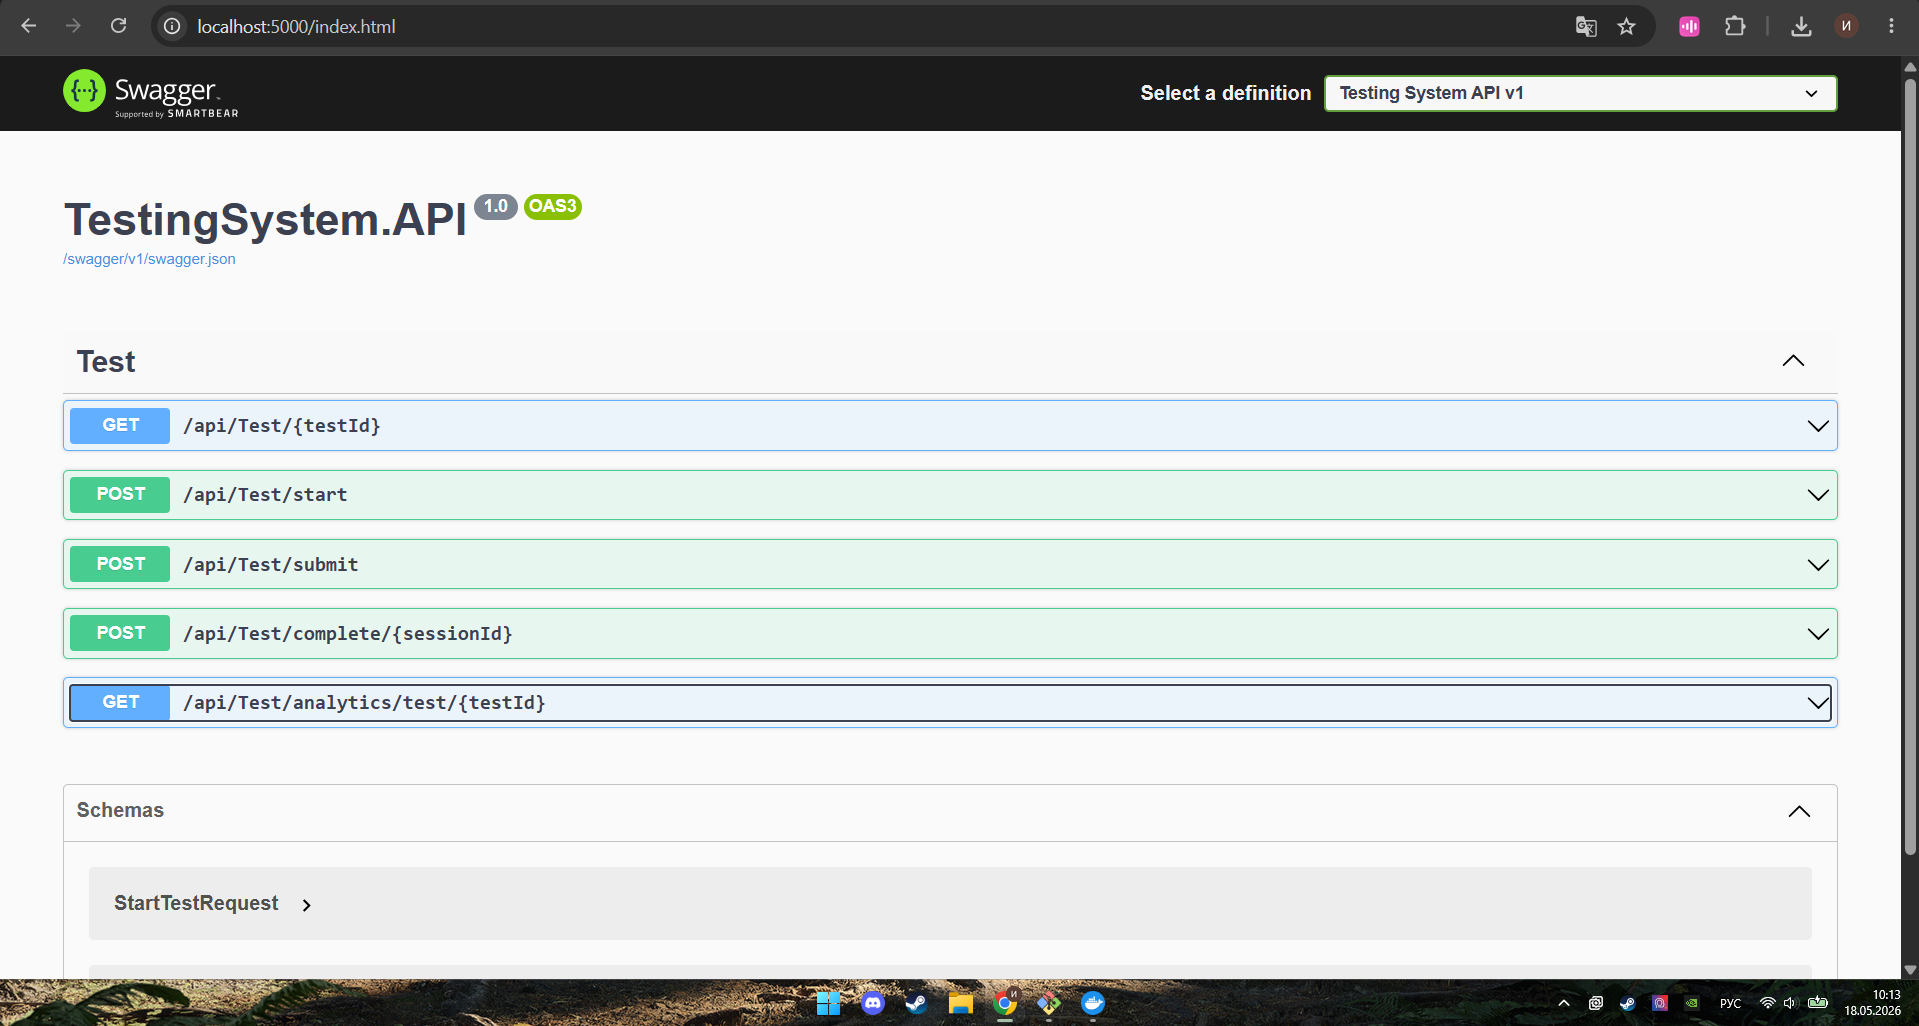 localhost:5000/index.html
И
Swagger
Supported by SMARTBEAR
Select a definition
Testing System API v1
TestingSystem.API 1.0 OAS3
/swagger/v1/swagger.json
Test
GET /api/Test/{testId}
POST /api/Test/start
POST /api/Test/submit
POST /api/Test/complete/{sessionId}
GET /api/Test/analytics/test/{testId}
Schemas
StartTestRequest
И
РУС
10:13
18.05.2026